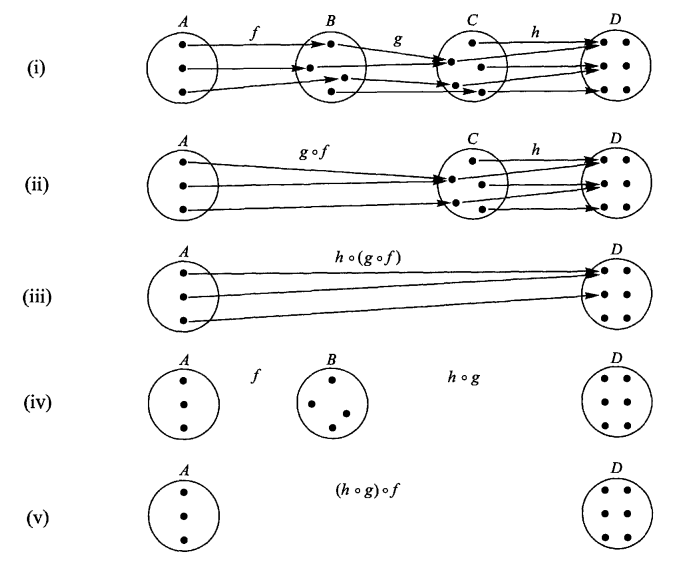 A f B g C h D
(i)
A g∘f C h D
(ii)
A h∘(g∘f) D
(iii)
A f B h∘g D
(iv)
A (h∘g)∘f D
(v)